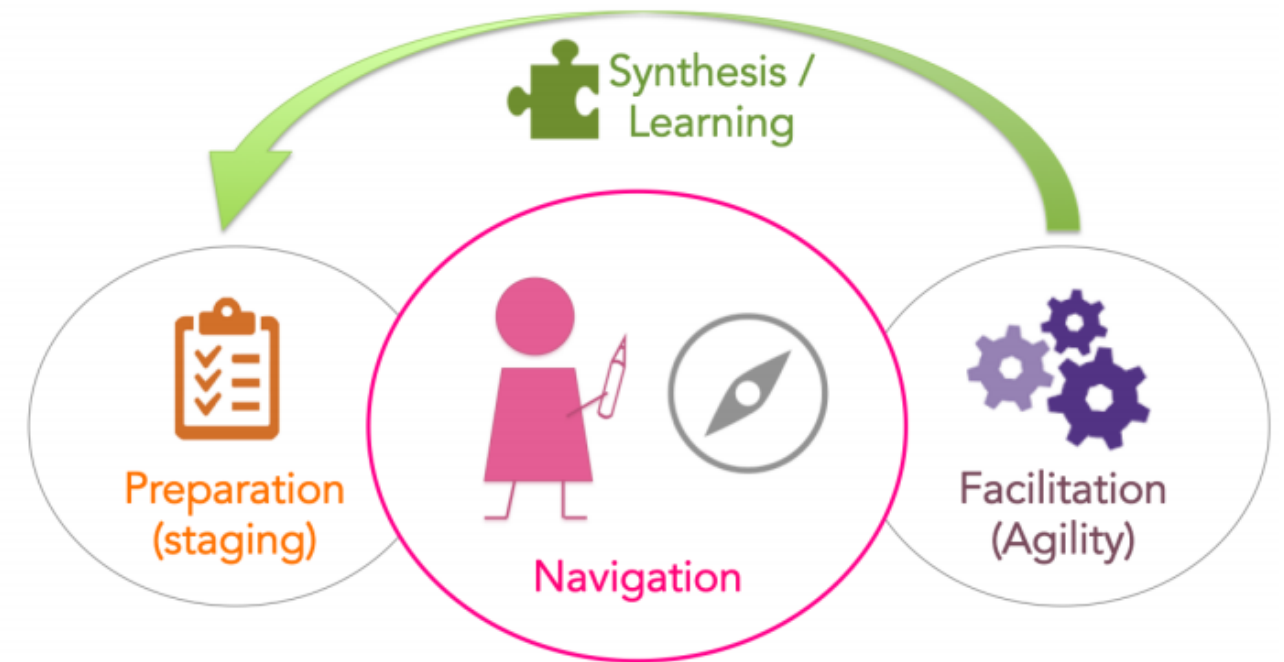 Synthesis /
Learning
Preparation
(staging)
Navigation
Facilitation
(Agility)